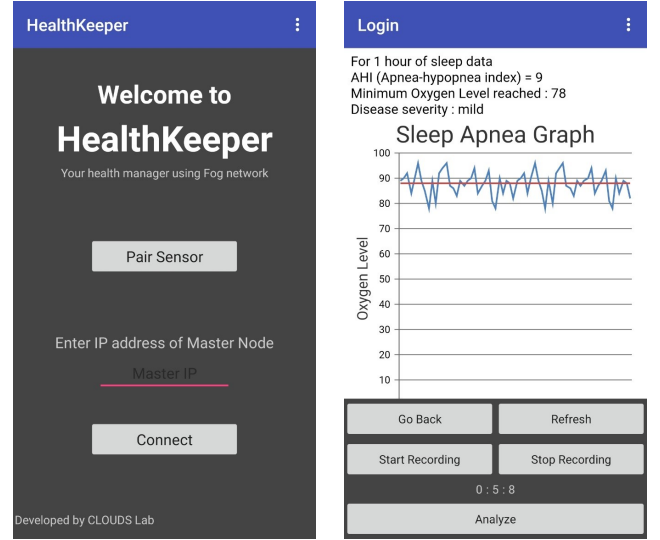 HealthKeeper
Welcome to
HealthKeeper
Your health manager using Fog network
Pair Sensor
Enter IP address of Master Node
Master IP
Connect
Developed by CLOUDS Lab
Login
For 1 hour of sleep data
AHI (Apnea-hypopnea index) = 9
Minimum Oxygen Level reached : 78
Disease severity : mild
Sleep Apnea Graph
Oxygen Level
100
90
80
70
60
50
40
30
20
10
Go Back
Refresh
Start Recording
Stop Recording
0 : 5 : 8
Analyze